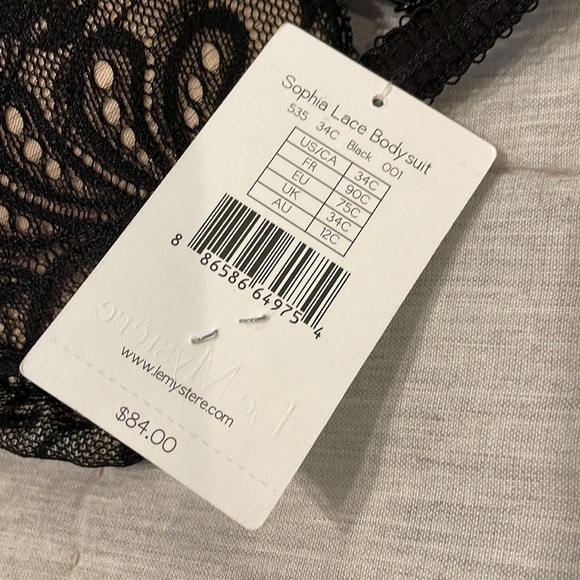 Sophia Lace Bodysuit
535 34C Black 001
US/CA 34C
FR 90C
EU 75C
UK 34C
AU 12C
8 86586 64975 4
www.lemystere.com
$84.00